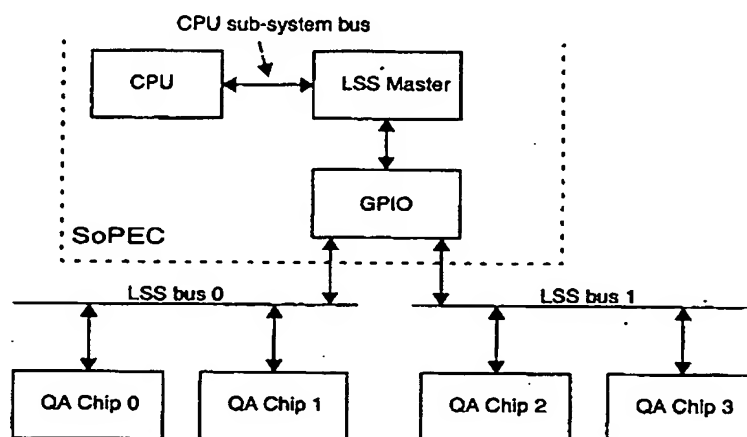 CPU sub-system bus
CPU
LSS Master
GPIO
SoPEC
LSS bus 0
LSS bus 1
QA Chip 0
QA Chip 1
QA Chip 2
QA Chip 3